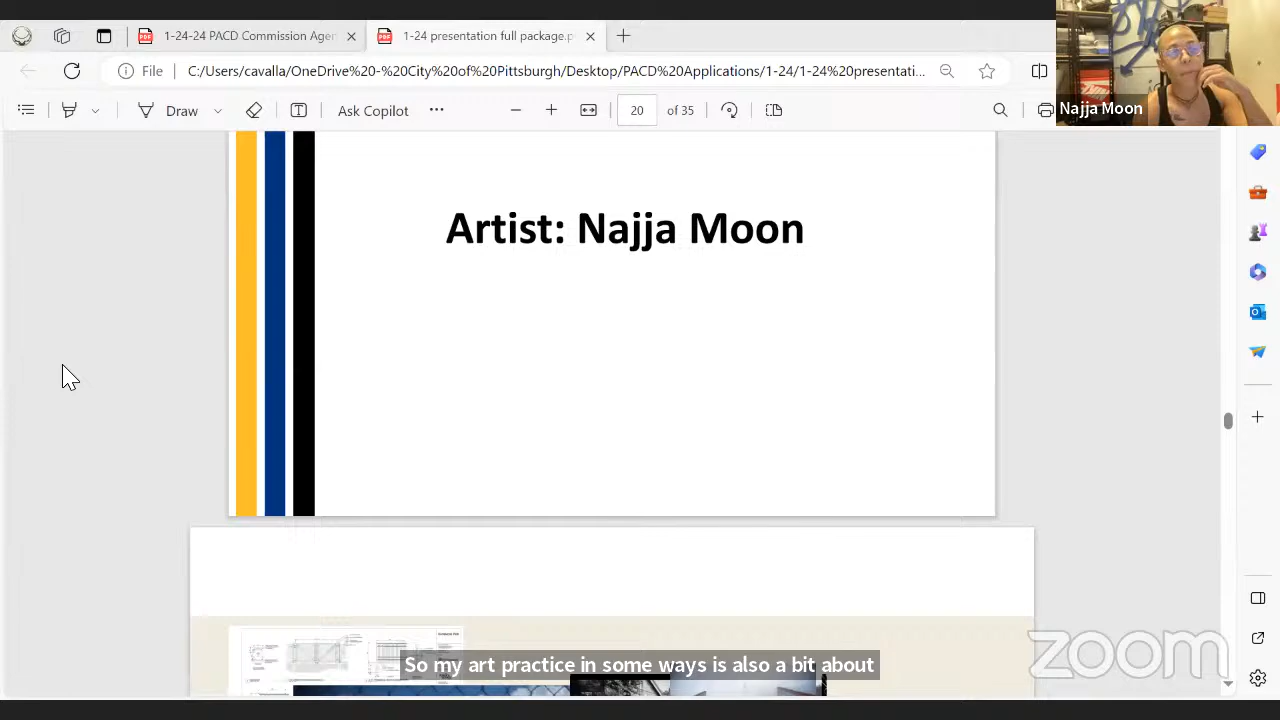 1-24-24 PACD Commission Agen
1-24 presentation full package.p
File
C:/Users/cavalla/OneDrive%20-%20City%20of%20Pittsburgh/Desktop/PACD%20Applications/1-24/1-24%20presentati...
Draw
Ask Copilot
20 of 35
Najja Moon
Artist: Najja Moon
So my art practice in some ways is also a bit about
zoom